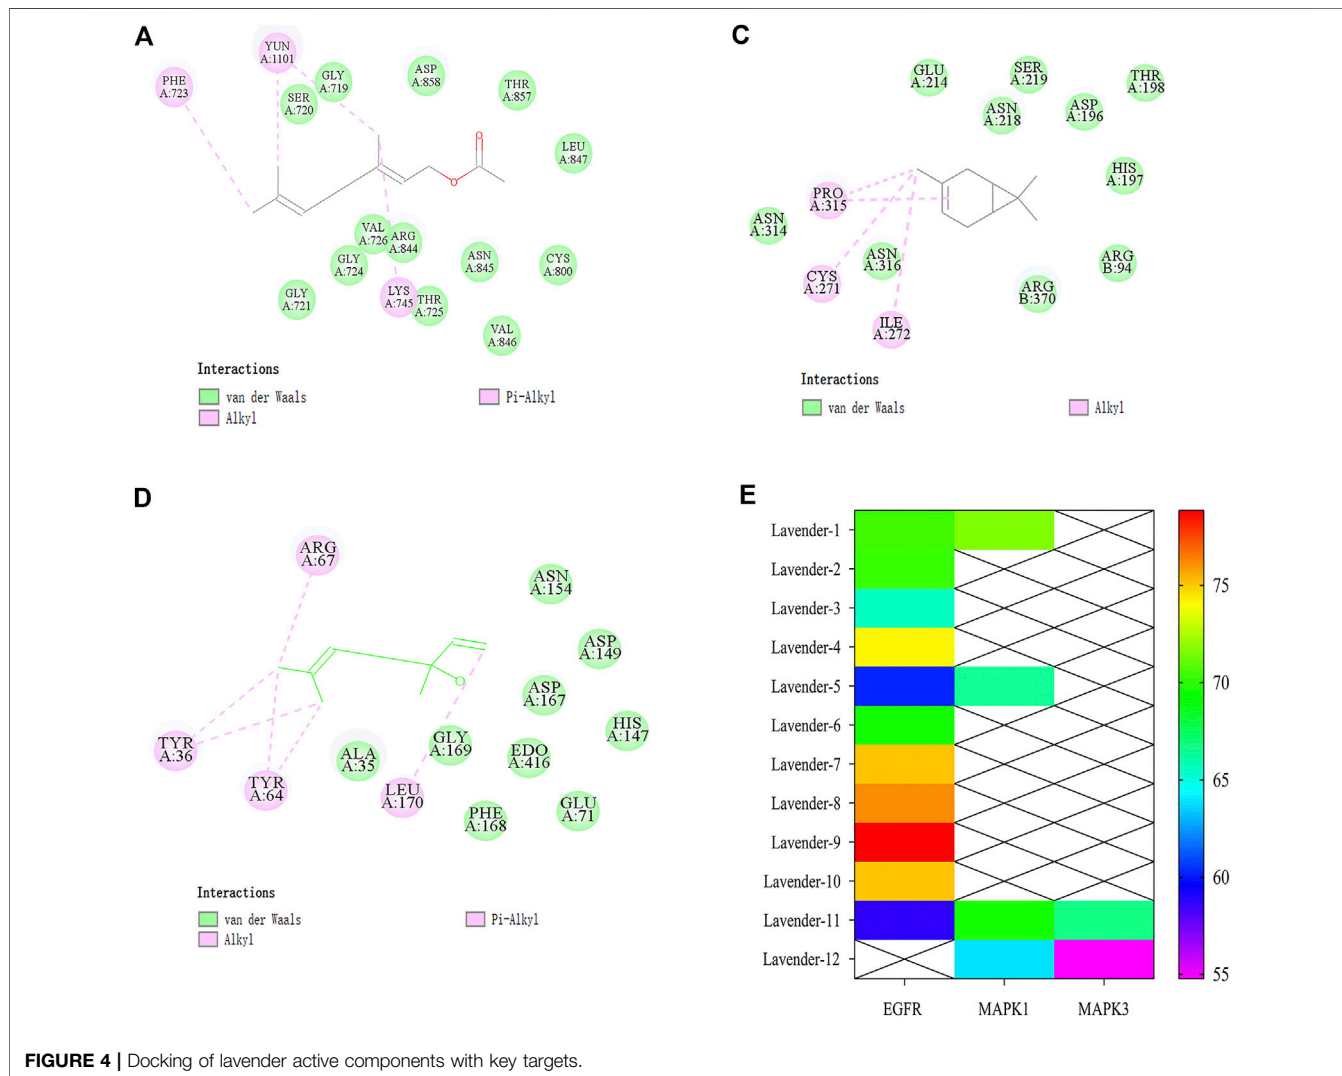 A
YUN
A:1101
PHE
A:723
GLY
A:719
SER
A:720
ASP
A:858
THR
A:857
LEU
A:847
O
O
VAL
A:726
ARG
A:844
GLY
A:724
ASN
A:845
CYS
A:800
GLY
A:721
LYS
A:745
THR
A:725
VAL
A:846
Interactions
van der Waals
Alkyl
Pi-Alkyl
C
GLU
A:214
SER
A:219
THR
A:198
ASN
A:218
ASP
A:196
HIS
A:197
PRO
A:315
ASN
A:314
ASN
A:316
CYS
A:271
ARG
B:94
ARG
B:370
ILE
A:272
Interactions
van der Waals
Alkyl
D
ARG
A:67
ASN
A:154
ASP
A:149
O
ASP
A:167
HIS
A:147
TYR
A:36
ALA
A:35
GLY
A:169
EDO
A:416
TYR
A:64
LEU
A:170
PHE
A:168
GLU
A:71
Interactions
van der Waals
Alkyl
Pi-Alkyl
E
Lavender-1
Lavender-2
Lavender-3
Lavender-4
Lavender-5
Lavender-6
Lavender-7
Lavender-8
Lavender-9
Lavender-10
Lavender-11
Lavender-12
EGFR MAPK1 MAPK3
75
70
65
60
55
FIGURE 4 | Docking of lavender active components with key targets.